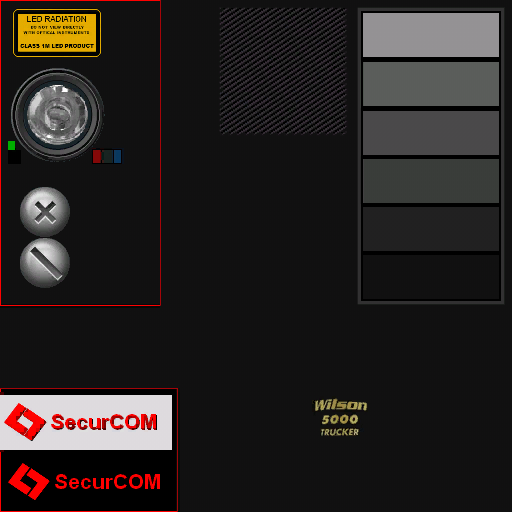 LED RADIATION
DO NOT VIEW DIRECTLY
WITH OPTICAL INSTRUMENTS
CLASS 1M LED PRODUCT
SecurCOM
SecurCOM
Wilson
5000
TRUCKER